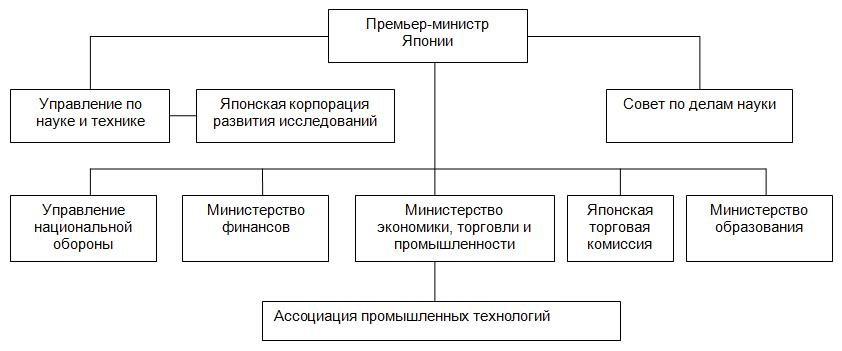 Премьер-министр
Японии
Управление по
науке и технике
Японская корпорация
развития исследований
Совет по делам науки
Управление
национальной
обороны
Министерство
финансов
Министерство
экономики, торговли и
промышленности
Японская
торговая
комиссия
Министерство
образования
Ассоциация промышленных технологий